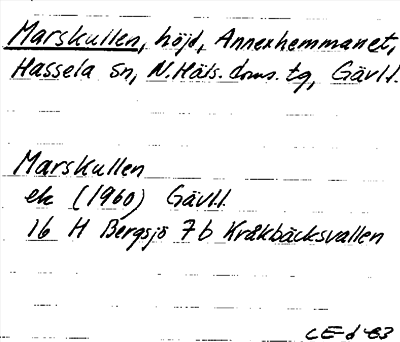 Marskullen, höjd, Annexhemmanet,
Hassela sn, N. Häls. doms. tg, Gävl.l.
Marskullen
ek (1960) Gävl.l.
16 H Bergsjö 7 b Kråkbäcksvallen